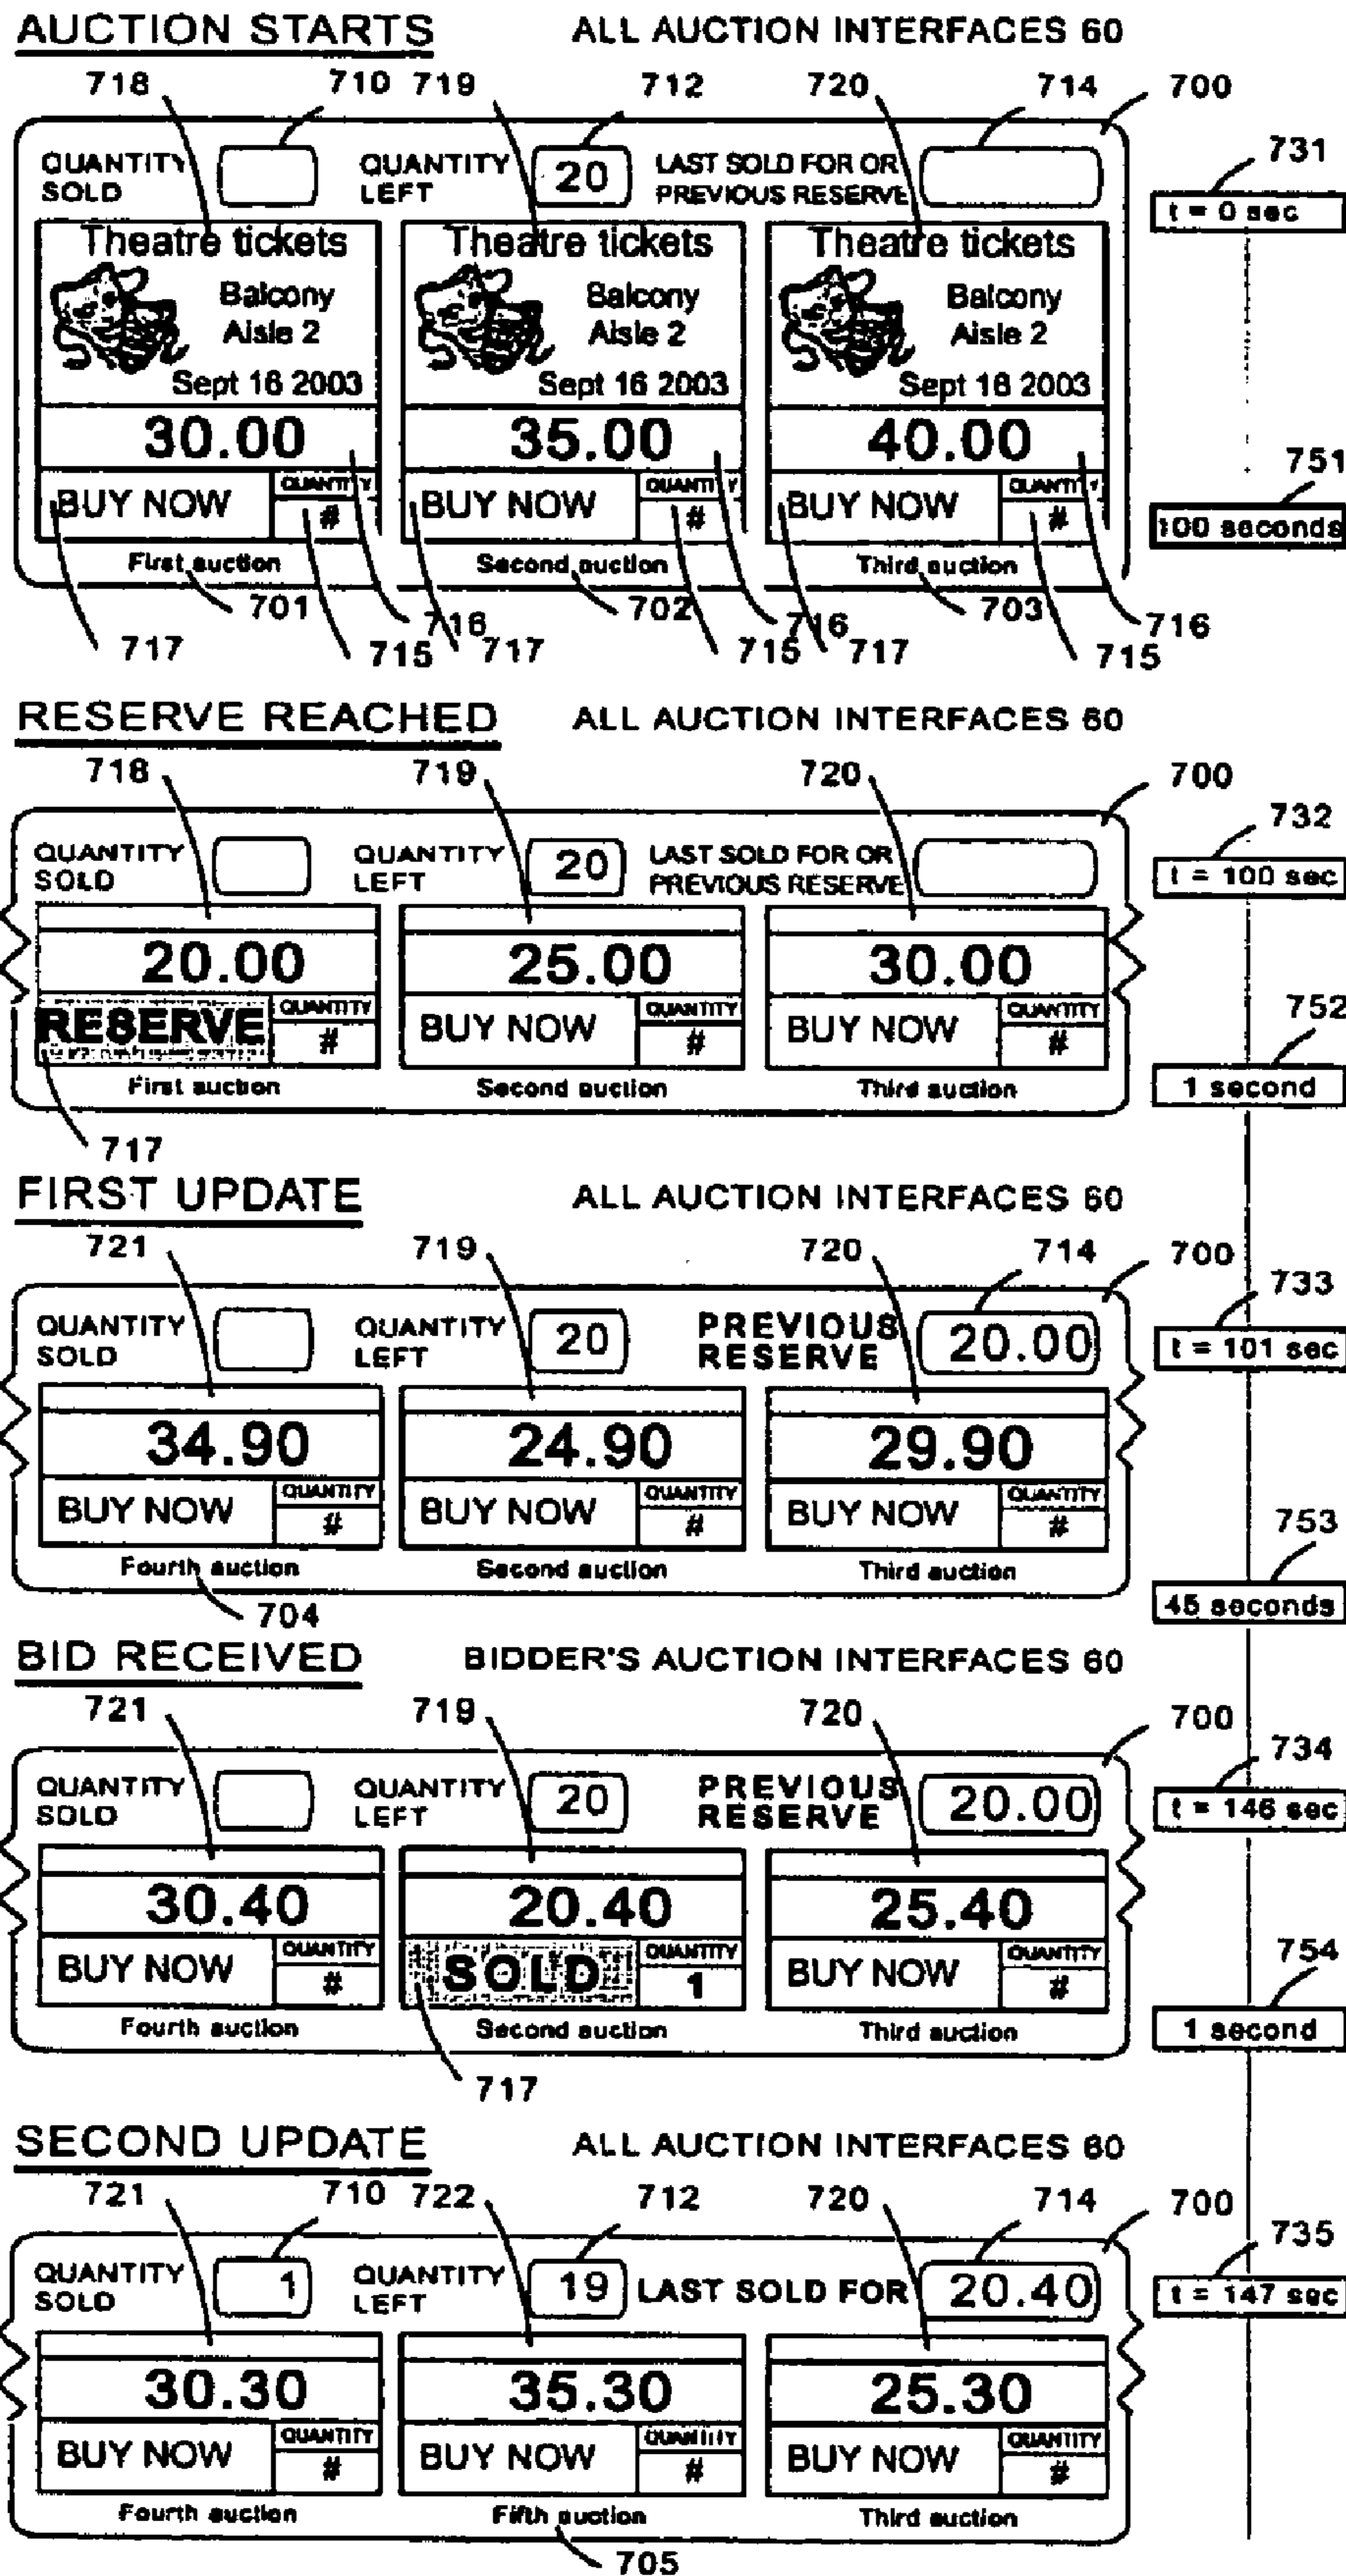 AUCTION STARTS ALL AUCTION INTERFACES 60
718 710 719 712 720 714 700
QUANTITY SOLD QUANTITY LEFT 20 LAST SOLD FOR OR PREVIOUS RESERVE
731
t = 0 sec
Theatre tickets Theatre tickets Theatre tickets
Balcony Balcony Balcony
Aisle 2 Aisle 2 Aisle 2
Sept 16 2003 Sept 16 2003 Sept 16 2003
30.00 35.00 40.00
751
100 seconds
BUY NOW QUANTITY # BUY NOW QUANTITY # BUY NOW QUANTITY #
First auction Second auction Third auction
701 702 703
717 715 716 717 715 716 717 715 716
RESERVE REACHED ALL AUCTION INTERFACES 60
718 719 720 700
732
QUANTITY SOLD QUANTITY LEFT 20 LAST SOLD FOR OR PREVIOUS RESERVE
t = 100 sec
20.00 25.00 30.00
752
1 second
RESERVE QUANTITY # BUY NOW QUANTITY # BUY NOW QUANTITY #
First auction Second auction Third auction
717
FIRST UPDATE ALL AUCTION INTERFACES 60
721 719 720 714 700
733
QUANTITY SOLD QUANTITY LEFT 20 PREVIOUS RESERVE 20.00
t = 101 sec
34.90 24.90 29.90
BUY NOW QUANTITY # BUY NOW QUANTITY # BUY NOW QUANTITY #
753
Fourth auction Second auction Third auction
45 seconds
704
BID RECEIVED BIDDER'S AUCTION INTERFACES 60
721 719 720 700
734
QUANTITY SOLD QUANTITY LEFT 20 PREVIOUS RESERVE 20.00
t = 146 sec
30.40 20.40 25.40
BUY NOW QUANTITY # SOLD QUANTITY 1 BUY NOW QUANTITY #
754
Fourth auction Second auction Third auction
1 second
717
SECOND UPDATE ALL AUCTION INTERFACES 60
721 710 722 712 720 714 700
735
QUANTITY SOLD 1 QUANTITY LEFT 19 LAST SOLD FOR 20.40
t = 147 sec
30.30 35.30 25.30
BUY NOW QUANTITY # BUY NOW QUANTITY # BUY NOW QUANTITY #
Fourth auction Fifth auction Third auction
705